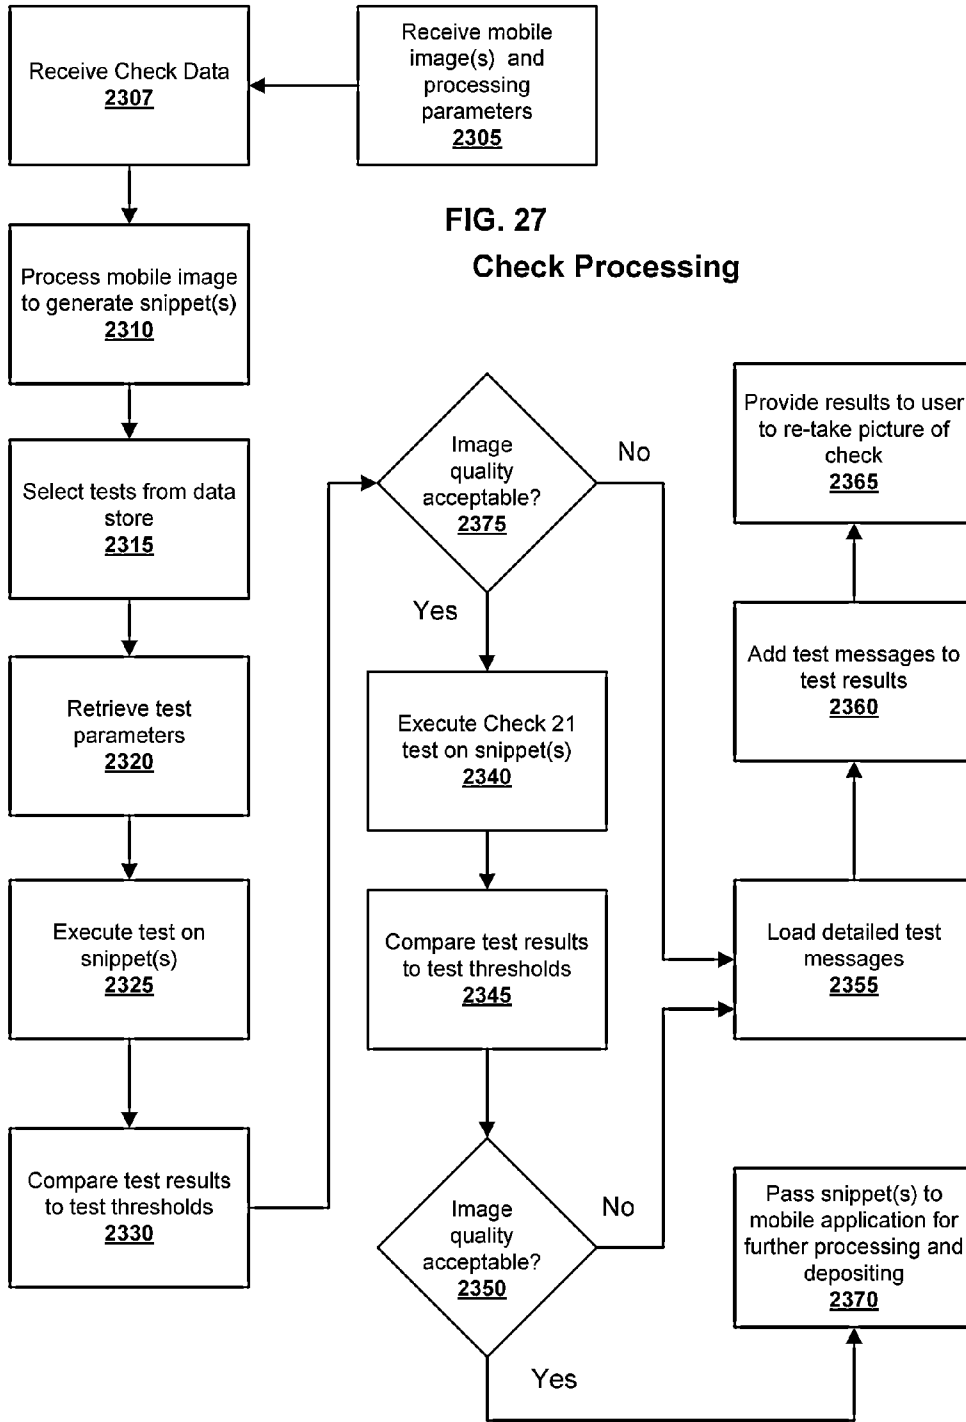 Receive Check Data
2307
Receive mobile
image(s) and
processing
parameters
2305
FIG. 27
Check Processing
Process mobile image
to generate snippet(s)
2310
Select tests from data
store
2315
Retrieve test
parameters
2320
Execute test on
snippet(s)
2325
Compare test results
to test thresholds
2330
Image
quality
acceptable?
2375
No
Yes
Execute Check 21
test on snippet(s)
2340
Compare test results
to test thresholds
2345
Image
quality
acceptable?
2350
No
Yes
Provide results to user
to re-take picture of
check
2365
Add test messages to
test results
2360
Load detailed test
messages
2355
Pass snippet(s) to
mobile application for
further processing and
depositing
2370